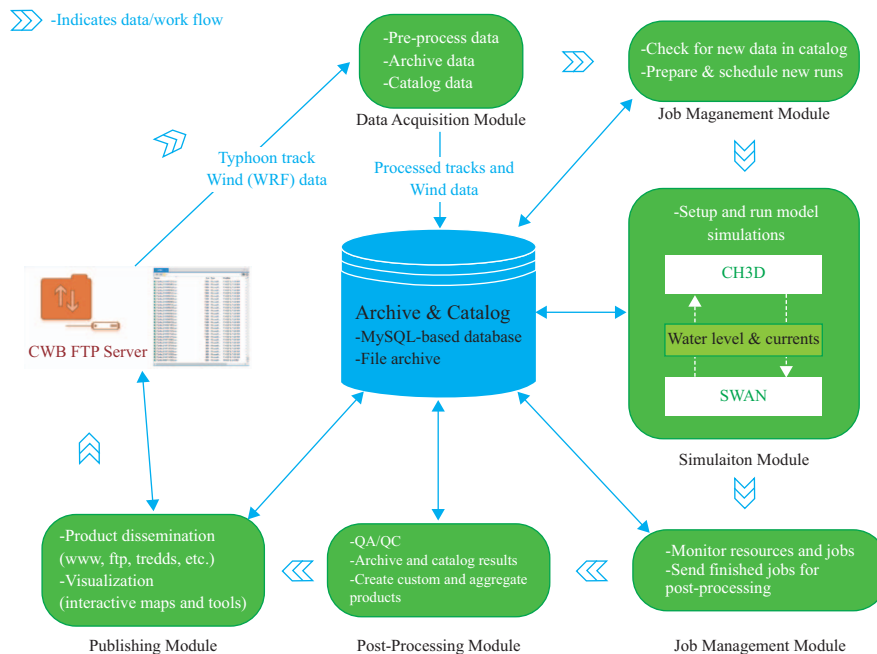 -Indicates data/work flow
-Pre-process data
-Archive data
-Catalog data
Data Acquisition Module
-Check for new data in catalog
-Prepare & schedule new runs
Job Maganement Module
Typhoon track
Wind (WRF) data
Processed tracks and
Wind data
-Setup and run model
simulations
CH3D
Water level & currents
SWAN
Simulaiton Module
Archive & Catalog
-MySQL-based database
-File archive
CWB FTP Server
-Product dissemination
(www, ftp, tredds, etc.)
-Visualization
(interactive maps and tools)
Publishing Module
-QA/QC
-Archive and catalog results
-Create custom and aggregate
products
Post-Processing Module
-Monitor resources and jobs
-Send finished jobs for
post-processing
Job Management Module